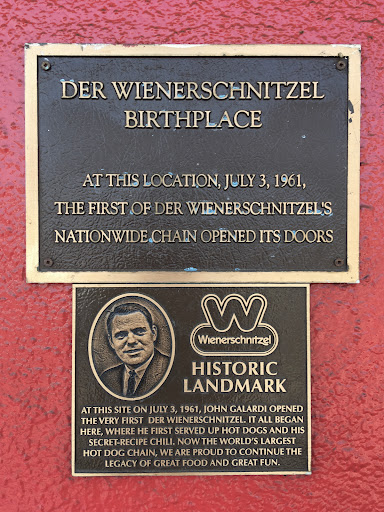 DER WIENERSCHNITZEL
BIRTHPLACE
AT THIS LOCATION, JULY 3, 1961,
THE FIRST OF DER WIENERSCHNITZEL'S
NATIONWIDE CHAIN OPENED ITS DOORS
W
Wienerschnitzel
HISTORIC
LANDMARK
AT THIS SITE ON JULY 3, 1961, JOHN GALARDI OPENED
THE VERY FIRST DER WIENERSCHNITZEL. IT ALL BEGAN
HERE, WHERE HE FIRST SERVED UP HOT DOGS AND HIS
SECRET-RECIPE CHILI. NOW THE WORLD'S LARGEST
HOT DOG CHAIN, WE ARE PROUD TO CONTINUE THE
LEGACY OF GREAT FOOD AND GREAT FUN.